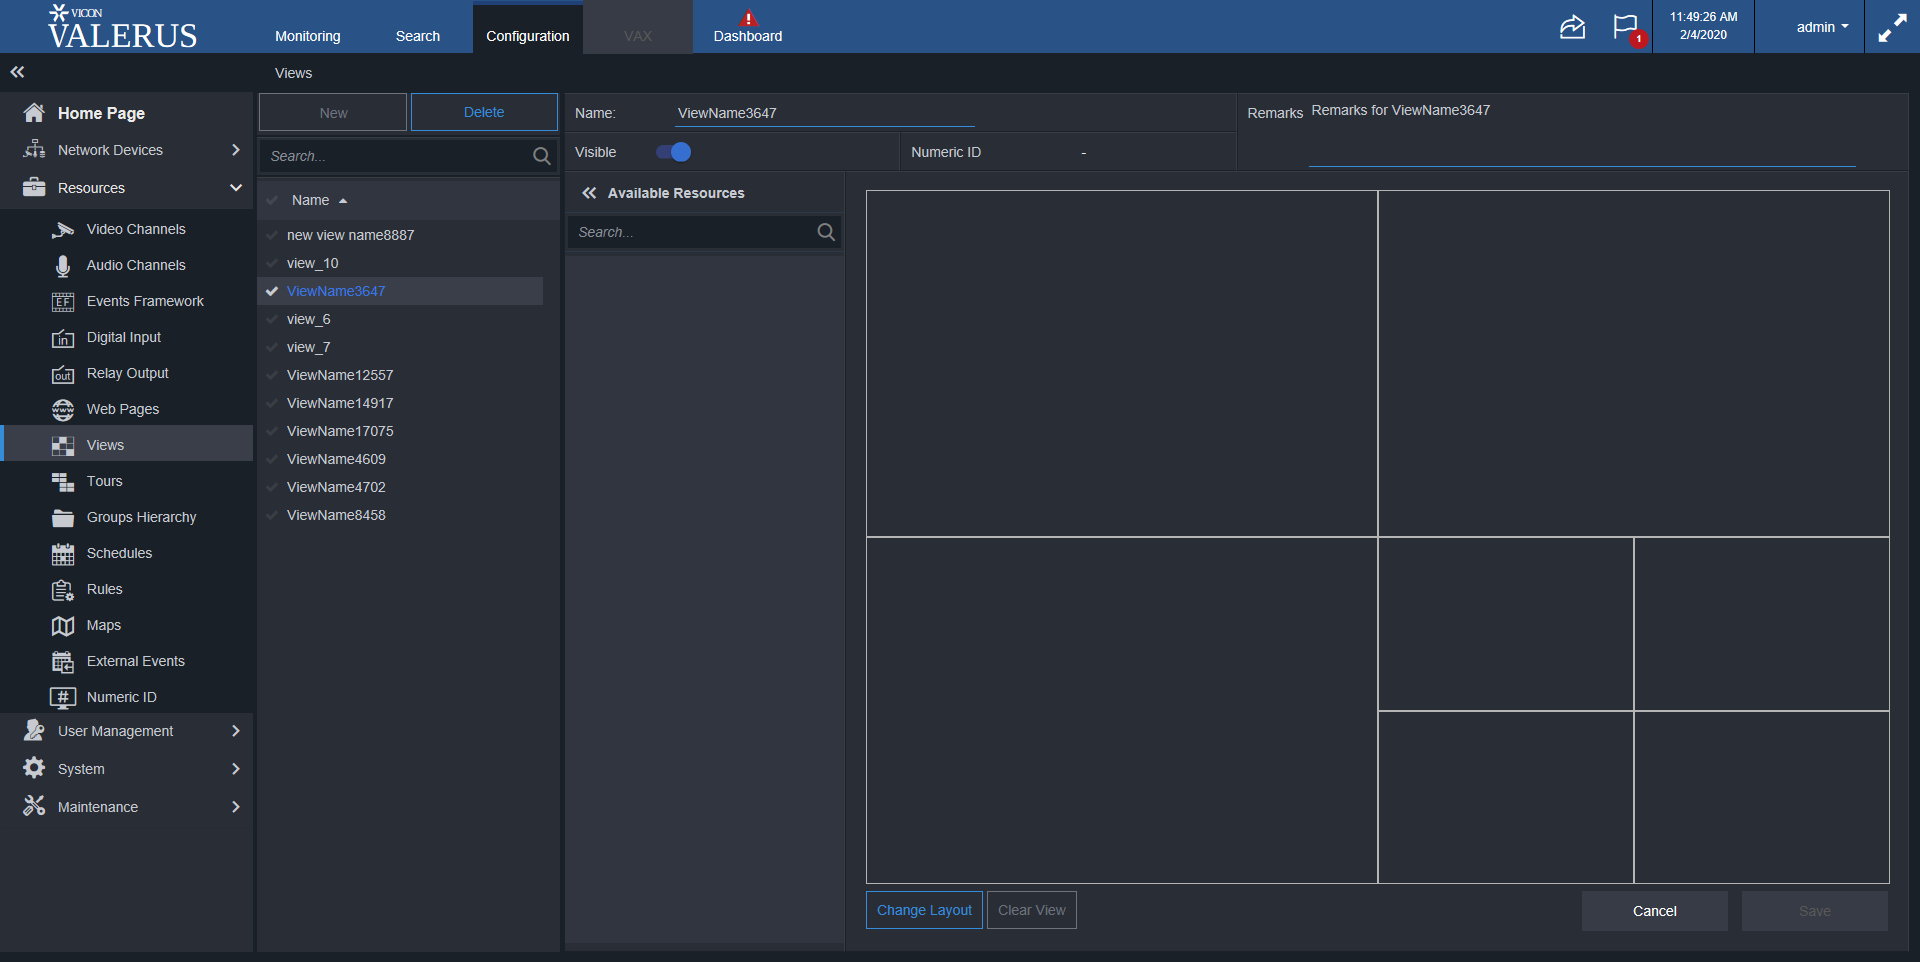 VICON
VALERUS
Monitoring
Search
Configuration
VAX
Dashboard
1
11:49:26 AM
2/4/2020
admin
Views
Home Page
Network Devices
Resources
Video Channels
Audio Channels
EF
Events Framework
in
Digital Input
out
Relay Output
www
Web Pages
Views
Tours
Groups Hierarchy
Schedules
Rules
Maps
External Events
#
Numeric ID
User Management
System
Maintenance
New
Delete
Search...
Name
new view name8887
view_10
ViewName3647
view_6
view_7
ViewName12557
ViewName14917
ViewName17075
ViewName4609
ViewName4702
ViewName8458
Name:
ViewName3647
Remarks
Remarks for ViewName3647
Visible
Numeric ID
-
Available Resources
Search...
Change Layout
Clear View
Cancel
Save